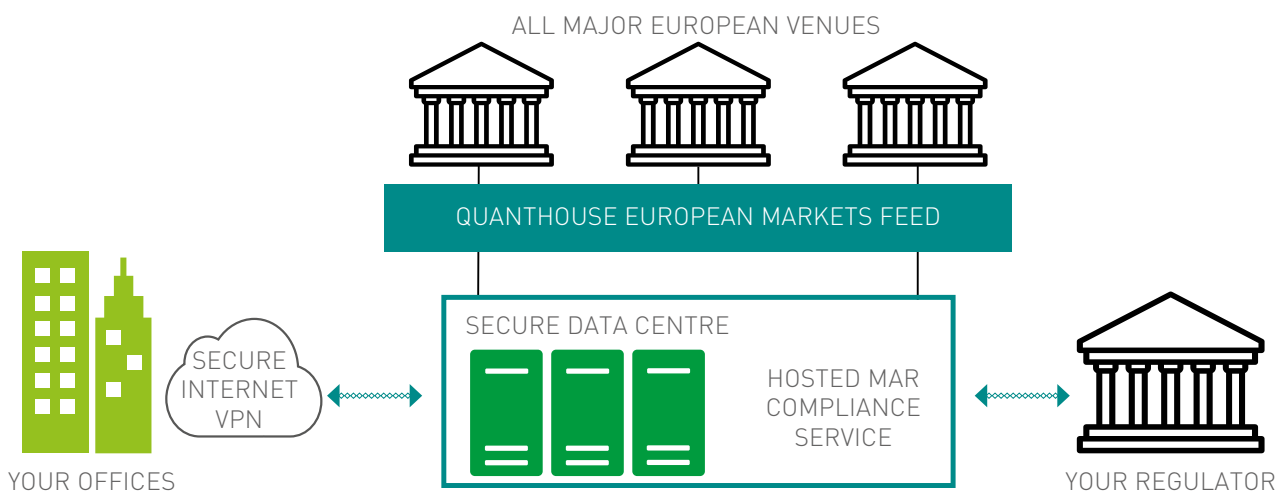 ALL MAJOR EUROPEAN VENUES
QUANTHOUSE EUROPEAN MARKETS FEED
SECURE DATA CENTRE
SECURE
INTERNET
VPN
HOSTED MAR
COMPLIANCE
SERVICE
YOUR OFFICES
YOUR REGULATOR